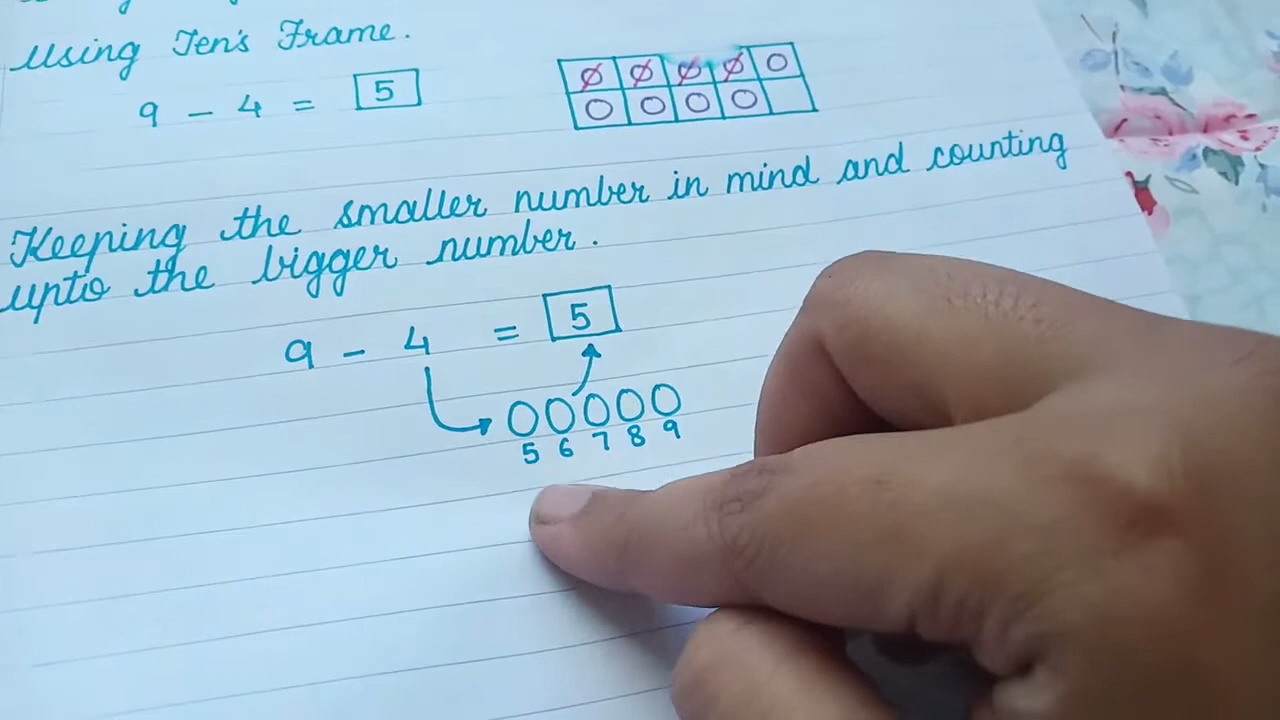 Using Ten's Frame.
9 - 4 = 5
Keeping the smaller number in mind and counting
upto the bigger number.
9 - 4 = 5
OOOOO
5 6 7 8 9